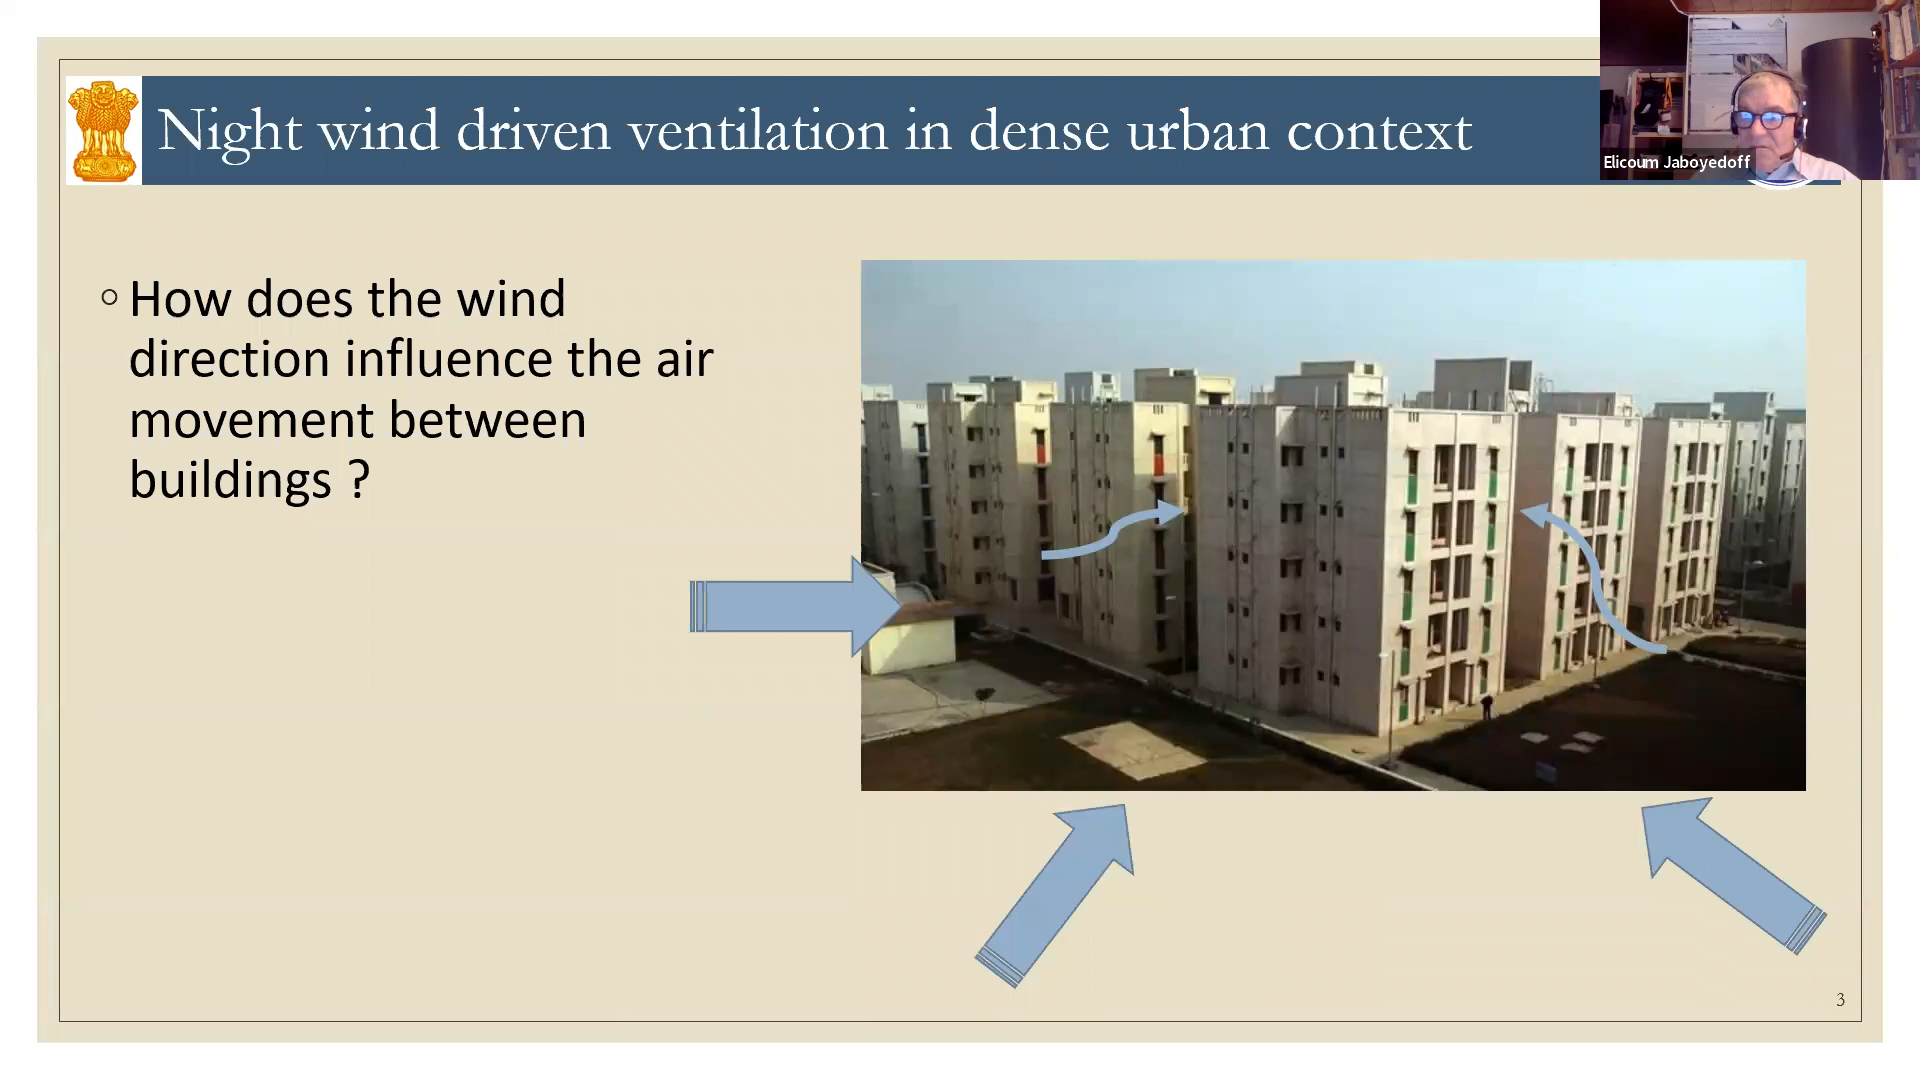 Night wind driven ventilation in dense urban context
Elicoum Jaboyedoff
◦ How does the wind
direction influence the air
movement between
buildings ?
3